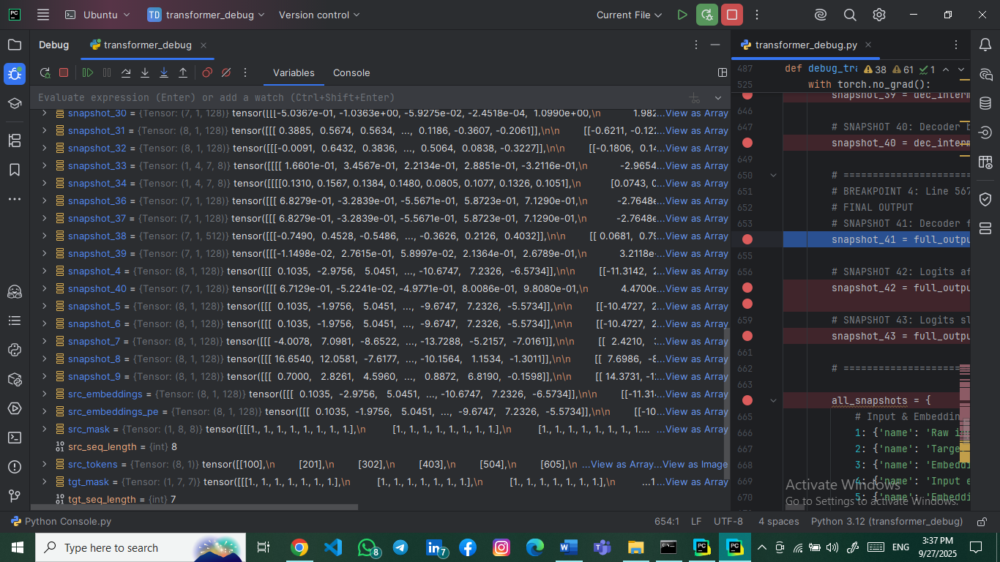 PC Ubuntu TD transformer_debug Version control Current File
Debug transformer_debug
Variables Console
Evaluate expression (Enter) or add a watch (Ctrl+Shift+Enter)
snapshot_30 = {Tensor: (7, 1, 128)} tensor([[[-5.0367e-01, -1.0363e+00, -5.9275e-02, -2.4518e-04, 1.0990e+00,\n 1.982 ...View as Array
snapshot_31 = {Tensor: (8, 1, 128)} tensor([[[ 0.3885, 0.5674, 0.5634, ..., 0.1186, -0.3607, -0.2061]],\n\n [[-0.6211, -0.122 ...View as Array
snapshot_32 = {Tensor: (8, 1, 128)} tensor([[[-0.0091, 0.6432, 0.3836, ..., 0.5064, 0.0838, -0.3227]],\n\n [[-0.1806, 0.14 ...View as Array
snapshot_33 = {Tensor: (1, 4, 7, 8)} tensor([[[[ 1.6601e-01, 3.4567e-01, 2.2134e-01, 2.8851e-01, -3.2116e-01,\n -2.9654 ...View as Array
snapshot_34 = {Tensor: (1, 4, 7, 8)} tensor([[[[0.1310, 0.1567, 0.1384, 0.1480, 0.0805, 0.1077, 0.1326, 0.1051],\n [0.0743, 0 ...View as Array
snapshot_36 = {Tensor: (7, 1, 128)} tensor([[[ 6.8279e-01, -3.2839e-01, -5.5671e-01, 5.8723e-01, 7.1290e-01,\n -2.7648e ...View as Array
snapshot_37 = {Tensor: (7, 1, 128)} tensor([[[ 6.8279e-01, -3.2839e-01, -5.5671e-01, 5.8723e-01, 7.1290e-01,\n -2.7648e ...View as Array
snapshot_38 = {Tensor: (7, 1, 512)} tensor([[[-0.7490, 0.4528, -0.5486, ..., -0.3626, 0.2126, 0.4032]],\n\n [[ 0.0681, 0.79 ...View as Array
snapshot_39 = {Tensor: (7, 1, 128)} tensor([[[-1.1498e-02, 2.7615e-01, 5.8997e-02, 2.1364e-01, 2.6789e-01,\n 3.2118e ...View as Array
snapshot_4 = {Tensor: (8, 1, 128)} tensor([[[ 0.1035, -2.9756, 5.0451, ..., -10.6747, 7.2326, -6.5734]],\n\n [[-11.3142, 2 ...View as Array
snapshot_40 = {Tensor: (7, 1, 128)} tensor([[[ 6.7129e-01, -5.2241e-02, -4.9771e-01, 8.0086e-01, 9.8080e-01,\n 4.4700e ...View as Array
snapshot_5 = {Tensor: (8, 1, 128)} tensor([[[ 0.1035, -1.9756, 5.0451, ..., -9.6747, 7.2326, -5.5734]],\n\n [[-10.4727, 2 ...View as Array
snapshot_6 = {Tensor: (8, 1, 128)} tensor([[[ 0.1035, -1.9756, 5.0451, ..., -9.6747, 7.2326, -5.5734]],\n\n [[-10.4727, 2 ...View as Array
snapshot_7 = {Tensor: (8, 1, 128)} tensor([[[ -4.0078, 7.0981, -8.6522, ..., -13.7288, -5.2157, -7.0161]],\n\n [[ 2.4210, ...View as Array
snapshot_8 = {Tensor: (8, 1, 128)} tensor([[[ 16.6540, 12.0581, -7.6177, ..., -10.1564, 1.1534, -1.3011]],\n\n [[ 7.6986, -8 ...View as Array
snapshot_9 = {Tensor: (8, 1, 128)} tensor([[[ 0.7000, 2.8261, 4.5960, ..., 0.8872, 6.8190, -0.1598]],\n\n [[ 14.3731, -1 ...View as Array
src_embeddings = {Tensor: (8, 1, 128)} tensor([[[ 0.1035, -2.9756, 5.0451, ..., -10.6747, 7.2326, -6.5734]],\n\n [[-11.31 ...View as Array
src_embeddings_pe = {Tensor: (8, 1, 128)} tensor([[[ 0.1035, -1.9756, 5.0451, ..., -9.6747, 7.2326, -5.5734]],\n\n [[-10 ...View as Array
src_mask = {Tensor: (1, 8, 8)} tensor([[[1., 1., 1., 1., 1., 1., 1., 1.],\n [1., 1., 1., 1., 1., 1., 1., 1.],\n [1., 1., 1., 1., 1., 1., 1., 1.... ...View as Array
src_seq_length = {int} 8
src_tokens = {Tensor: (8, 1)} tensor([[100],\n [201],\n [302],\n [403],\n [504],\n [605],\n ...View as Array...View as Image
tgt_mask = {Tensor: (1, 7, 7)} tensor([[[1., 1., 1., 1., 1., 1., 1.],\n [1., 1., 1., 1., 1., 1., 1.],\n [1., 1., 1., 1., 1., 1., 1.],\n ...1 ...View as Array
tgt_seq_length = {int} 7
transformer_debug.py
487 def debug_tra 38 61 1
525 with torch.no_grad():
snapshot_39 = dec_interm
646
647 # SNAPSHOT 40: Decoder b
snapshot_40 = dec_interm
649
650 # ========================
651 # BREAKPOINT 4: Line 567
652 # FINAL OUTPUT
653 # SNAPSHOT 41: Decoder f
snapshot_41 = full_outpu
655
656 # SNAPSHOT 42: Logits af
snapshot_42 = full_outpu
659 # SNAPSHOT 43: Logits sl
snapshot_43 = full_outpu
661
662 # ====================
663
all_snapshots = {
665 # Input & Embeddin
666 1: {'name': 'Raw i
667 2: {'name': 'Targe
668 3: {'name': 'Embeddi
669 4: {'name': 'Input e
670 5: {'name': 'Embeddi
Activate Windows
Go to Settings to activate Windows.
Python Console.py 654:1 LF UTF-8 4 spaces Python 3.12 (transformer_debug)
Type here to search 8 7 ENG 3:37 PM
9/27/2025